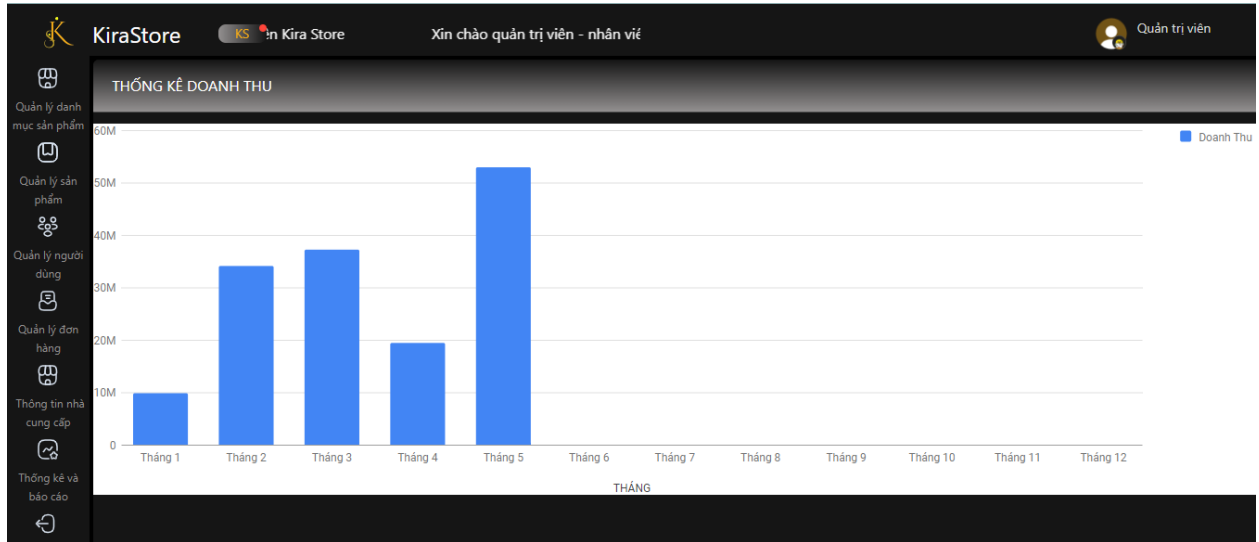 KiraStore
KS ên Kira Store
Xin chào quản trị viên - nhân viê
Quản trị viên
Quản lý danh
mục sản phẩm
Quản lý sản
phẩm
Quản lý người
dùng
Quản lý đơn
hàng
Thông tin nhà
cung cấp
Thống kê và
báo cáo
THỐNG KÊ DOANH THU
60M
50M
40M
30M
20M
10M
0
Tháng 1
Tháng 2
Tháng 3
Tháng 4
Tháng 5
Tháng 6
Tháng 7
Tháng 8
Tháng 9
Tháng 10
Tháng 11
Tháng 12
THÁNG
Doanh Thu